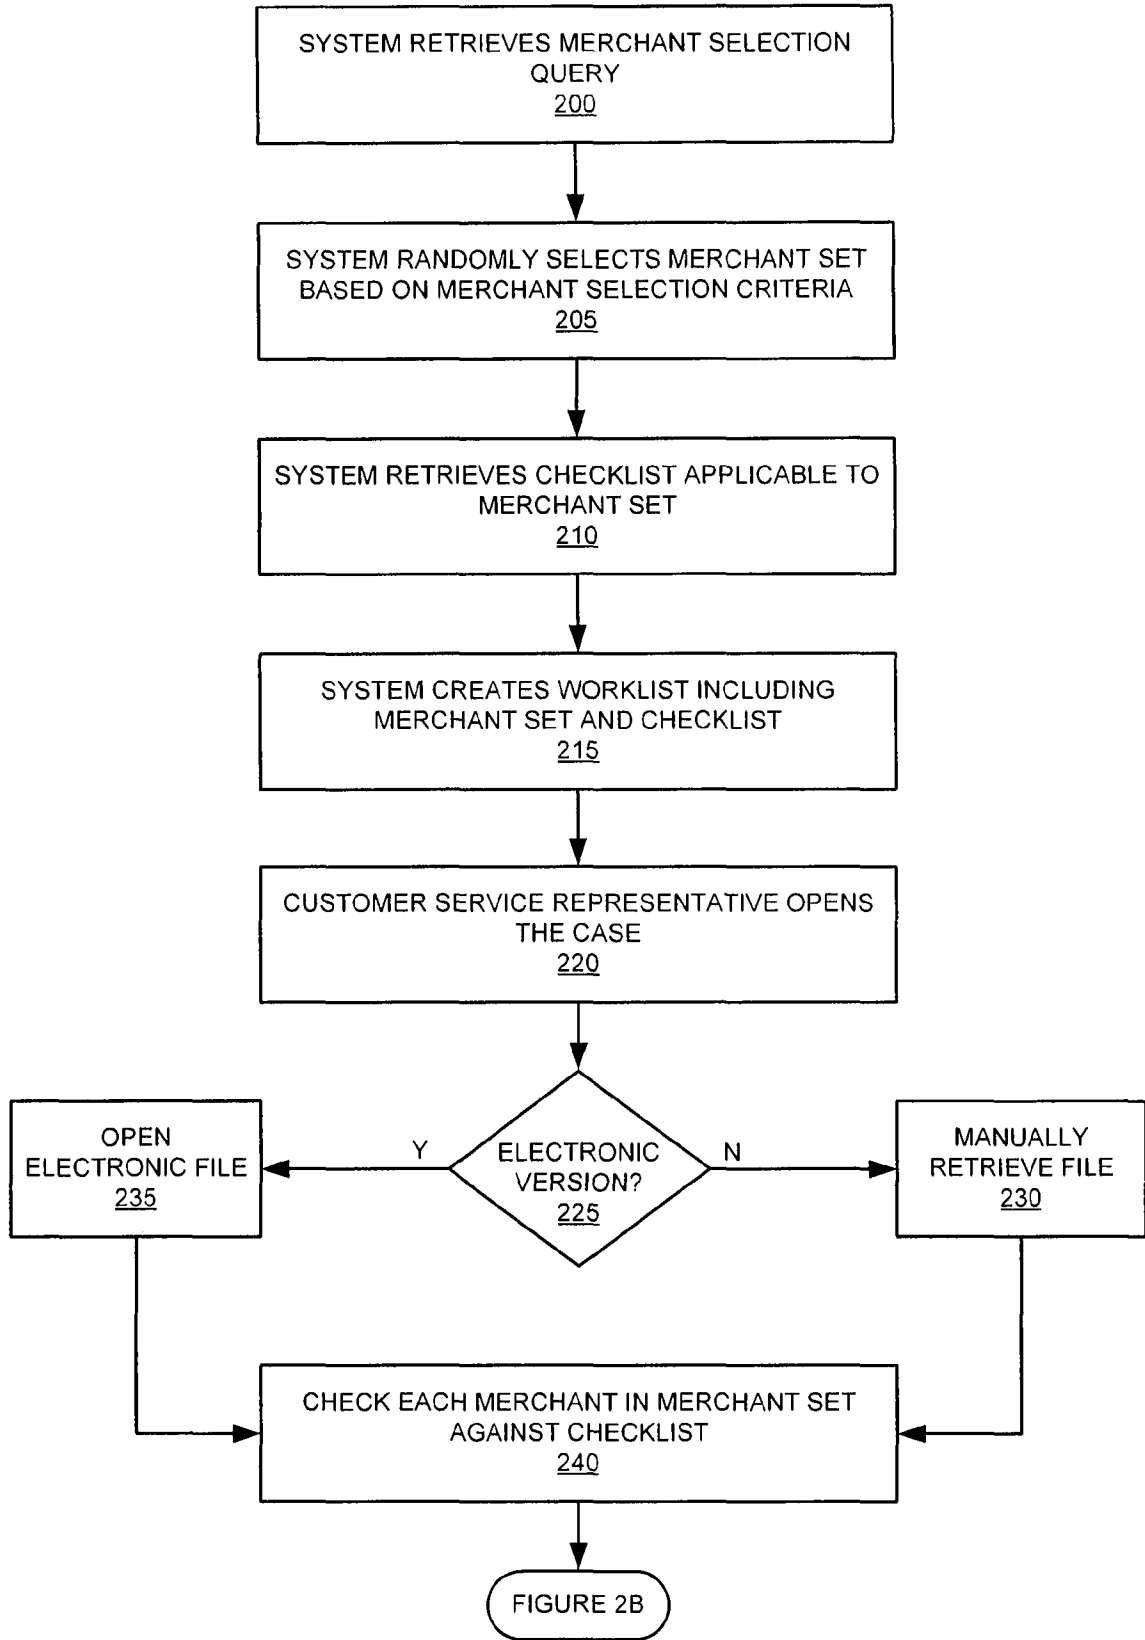 SYSTEM RETRIEVES MERCHANT SELECTION
QUERY
200
SYSTEM RANDOMLY SELECTS MERCHANT SET
BASED ON MERCHANT SELECTION CRITERIA
205
SYSTEM RETRIEVES CHECKLIST APPLICABLE TO
MERCHANT SET
210
SYSTEM CREATES WORKLIST INCLUDING
MERCHANT SET AND CHECKLIST
215
CUSTOMER SERVICE REPRESENTATIVE OPENS
THE CASE
220
OPEN
ELECTRONIC FILE
235
Y
ELECTRONIC
VERSION?
225
N
MANUALLY
RETRIEVE FILE
230
CHECK EACH MERCHANT IN MERCHANT SET
AGAINST CHECKLIST
240
FIGURE 2B